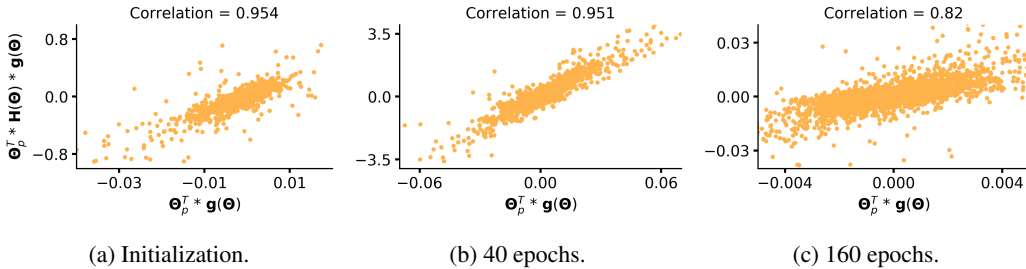 Correlation = 0.954
0.8
0.0
−0.8
−0.03
−0.01
0.01
Θ_p^T * H(Θ) * g(Θ)
Θ_p^T * g(Θ)
(a) Initialization.
Correlation = 0.951
3.5
0.0
−3.5
−0.06
0.00
0.06
Θ_p^T * g(Θ)
(b) 40 epochs.
Correlation = 0.82
0.03
0.00
−0.03
−0.004
0.000
0.004
Θ_p^T * g(Θ)
(c) 160 epochs.